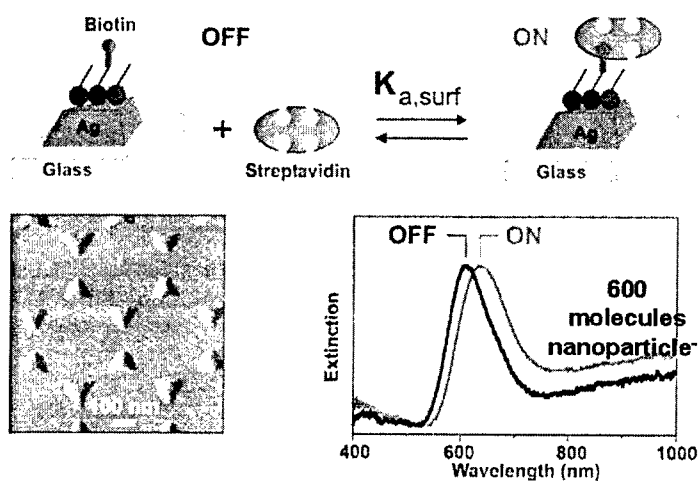 Biotin
OFF
ON
K a,surf
Ag
+
Ag
Glass
Streptavidin
Glass
100 nm
OFF
ON
600
molecules
nanoparticle-
Extinction
400
600
800
1000
Wavelength (nm)